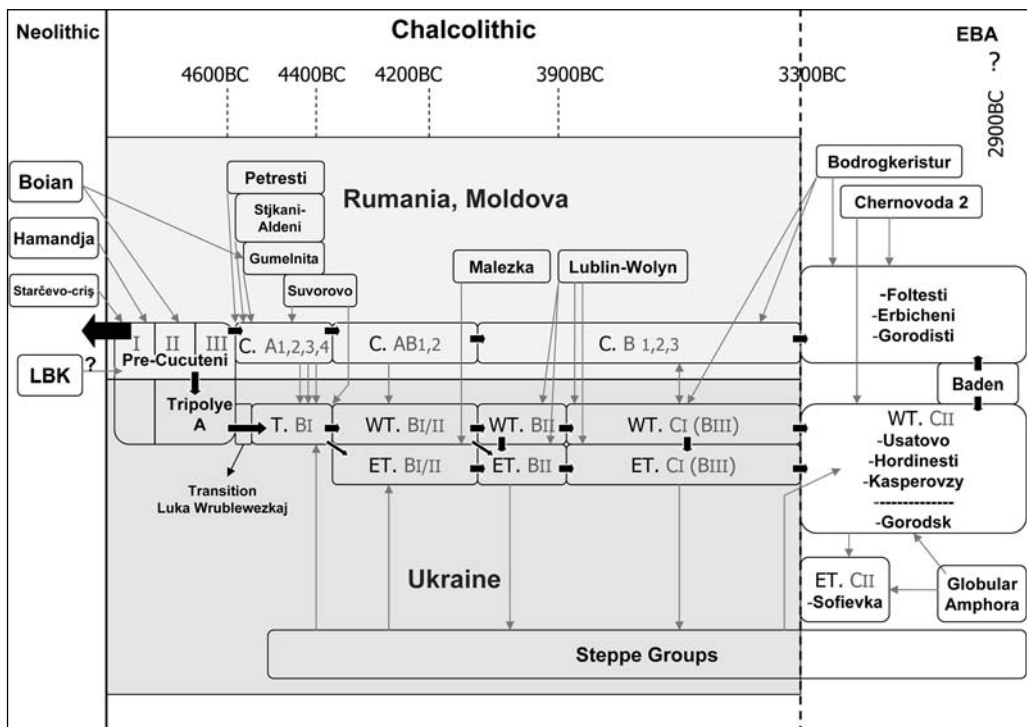 Neolithic
Chalcolithic
EBA
?
4600BC
4400BC
4200BC
3900BC
3300BC
2900BC
Boian
Hamandja
Starčevo-criş
LBK
?
Petresti
Stjkani-
Aldeni
Gumelnita
Suvorovo
Rumania, Moldova
Malezka
Lublin-Wolyn
Bodrogkeristur
Chernovoda 2
I II III
Pre-Cucuteni
C. A1,2,3,4
C. AB1,2
C. B 1,2,3
-Foltesti
-Erbicheni
-Gorodisti
Baden
Tripolye
A
T. BI
WT. BI/II
WT. BII
WT. CI (BIII)
ET. BI/II
ET. BII
ET. CI (BIII)
WT. CII
-Usatovo
-Hordinesti
-Kasperovzy
---------------
-Gorodsk
Transition
Luka Wrublewezkaj
Ukraine
ET. CII
-Sofievka
Globular
Amphora
Steppe Groups